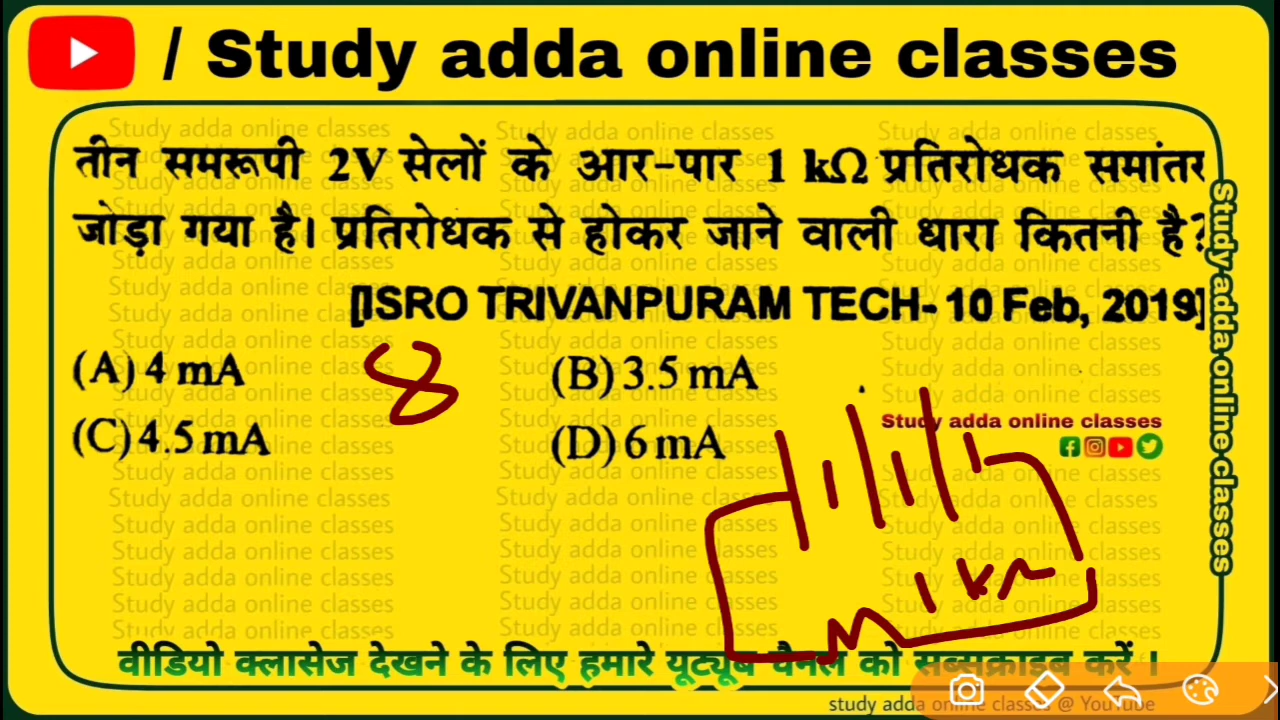 / Study adda online classes
तीन समरूपी 2V सेलों के आर-पार 1 kΩ प्रतिरोधक समांतर
जोड़ा गया है। प्रतिरोधक से होकर जाने वाली धारा कितनी है?
[ISRO TRIVANPURAM TECH- 10 Feb, 2019]
(A) 4 mA
(B) 3.5 mA
(C) 4.5 mA
(D) 6 mA
8
Study adda online classes
1kΩ
Study adda online classes
वीडियो क्लासेज देखने के लिए हमारे यूट्यूब चैनल को सब्सक्राइब करें ।
study adda online classes @ YouTube